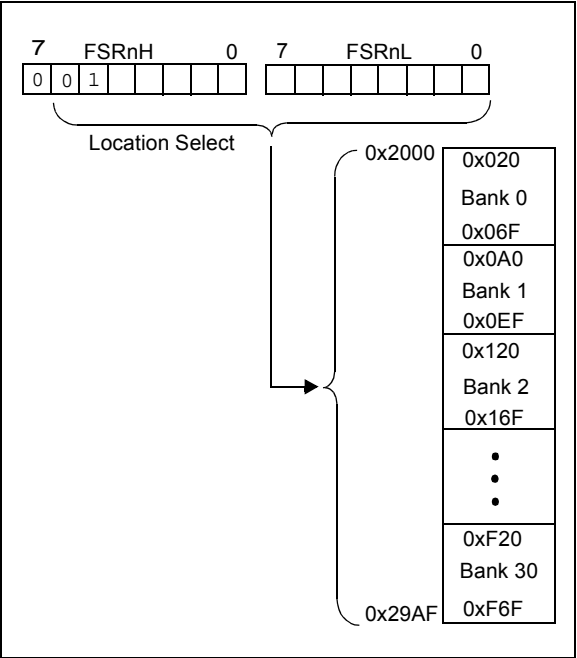 7 FSRnH 0 7 FSRnL 0
0 0 1
Location Select
0x2000 0x020
Bank 0
0x06F
0x0A0
Bank 1
0x0EF
0x120
Bank 2
0x16F
0xF20
Bank 30
0x29AF 0xF6F